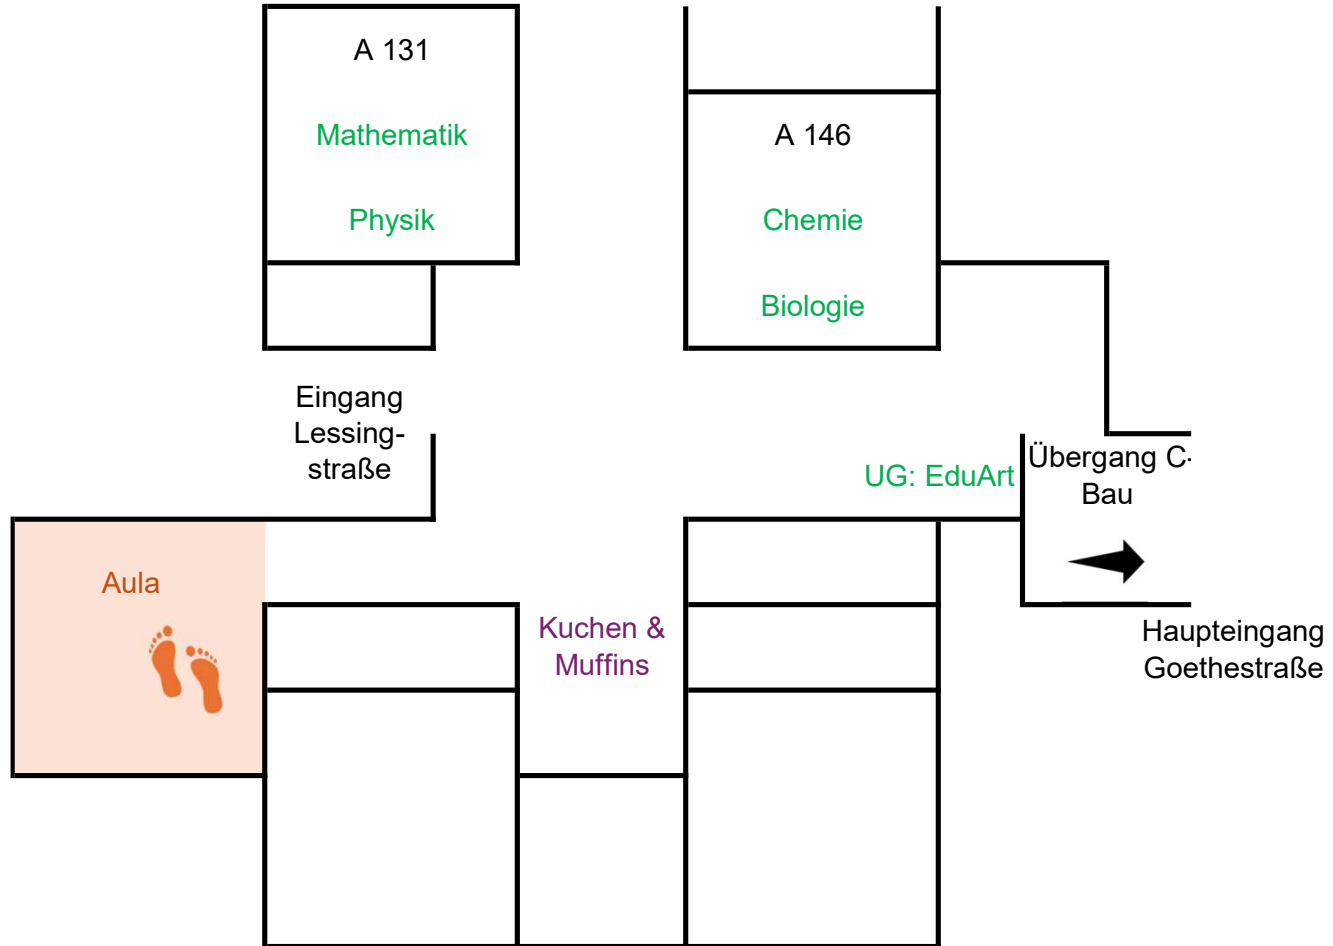 A 131
Mathematik
Physik
A 146
Chemie
Biologie
Eingang
Lessing-
straße
UG: EduArt
Übergang C-
Bau
Aula
Kuchen &
Muffins
Haupteingang
Goethestraße